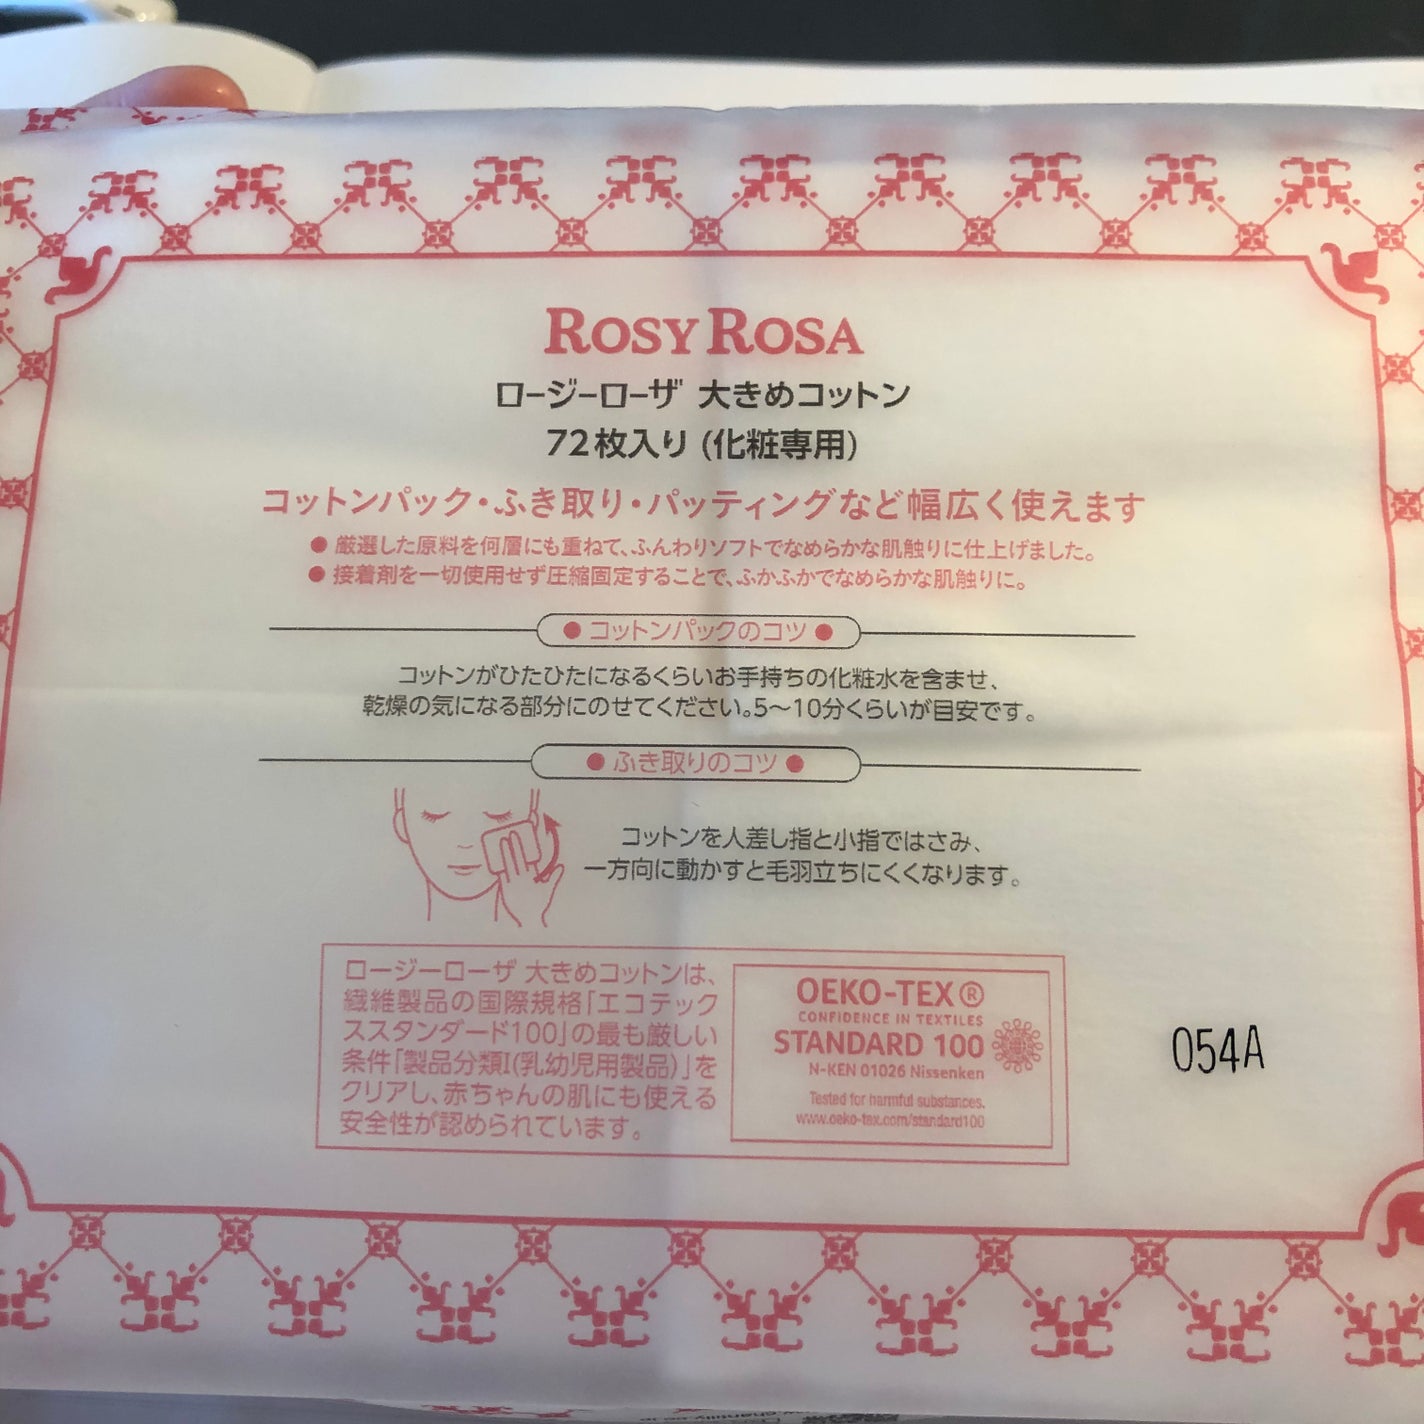 ROSY ROSA
ロージーローザ 大きめコットン
72枚入り(化粧専用)
コットンパック・ふき取り・パッティングなど幅広く使えます
● 厳選した原料を何層にも重ねて、ふんわりソフトでなめらかな肌触りに仕上げました。
● 接着剤を一切使用せず圧縮固定することで、ふかふかでなめらかな肌触りに。
● コットンパックのコツ ●
コットンがひたひたになるくらいお手持ちの化粧水を含ませ、
乾燥の気になる部分にのせてください。5〜10分くらいが目安です。
● ふき取りのコツ ●
コットンを人差し指と小指ではさみ、
一方向に動かすと毛羽立ちにくくなります。
ロージーローザ 大きめコットンは、
繊維製品の国際規格「エコテック
ススタンダード100」の最も厳しい
条件「製品分類I(乳幼児用製品)」を
クリアし、赤ちゃんの肌にも使える
安全性が認められています。
OEKO-TEX®
CONFIDENCE IN TEXTILES
STANDARD 100
N-KEN 01026 Nissenken
Tested for harmful substances.
www.oeko-tex.com/standard100
054A